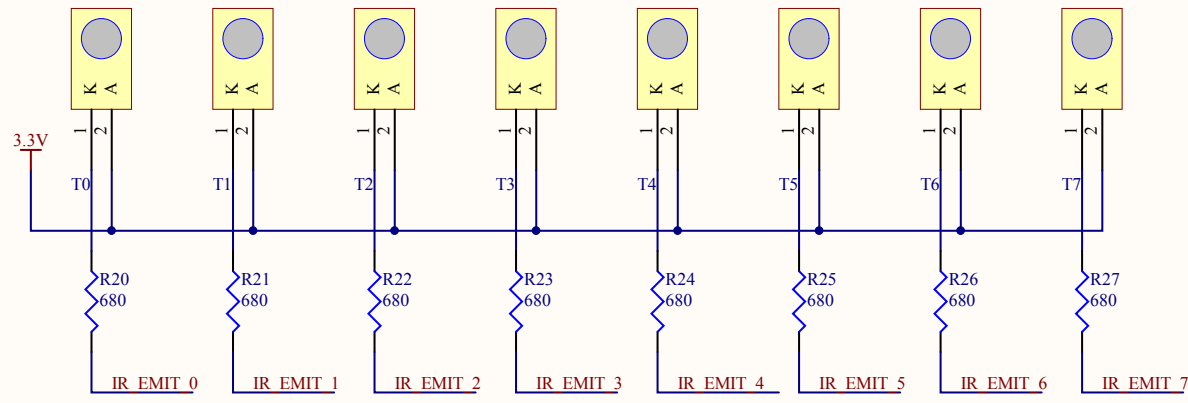 K A K A K A K A K A K A K A K A
1 2 1 2 1 2 1 2 1 2 1 2 1 2 1 2
3.3V
T0 T1 T2 T3 T4 T5 T6 T7
R20 R21 R22 R23 R24 R25 R26 R27
680 680 680 680 680 680 680 680
IR_EMIT_0 IR_EMIT_1 IR_EMIT_2 IR_EMIT_3 IR_EMIT_4 IR_EMIT_5 IR_EMIT_6 IR_EMIT_7